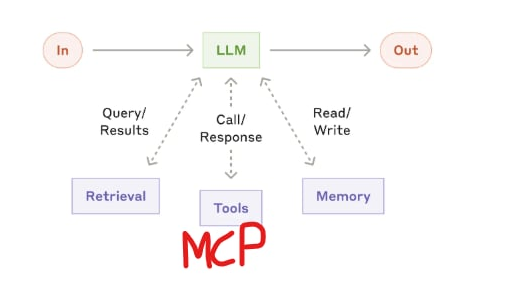 In
LLM
Out
Query/
Results
Call/
Response
Read/
Write
Retrieval
Tools
Memory
MCP